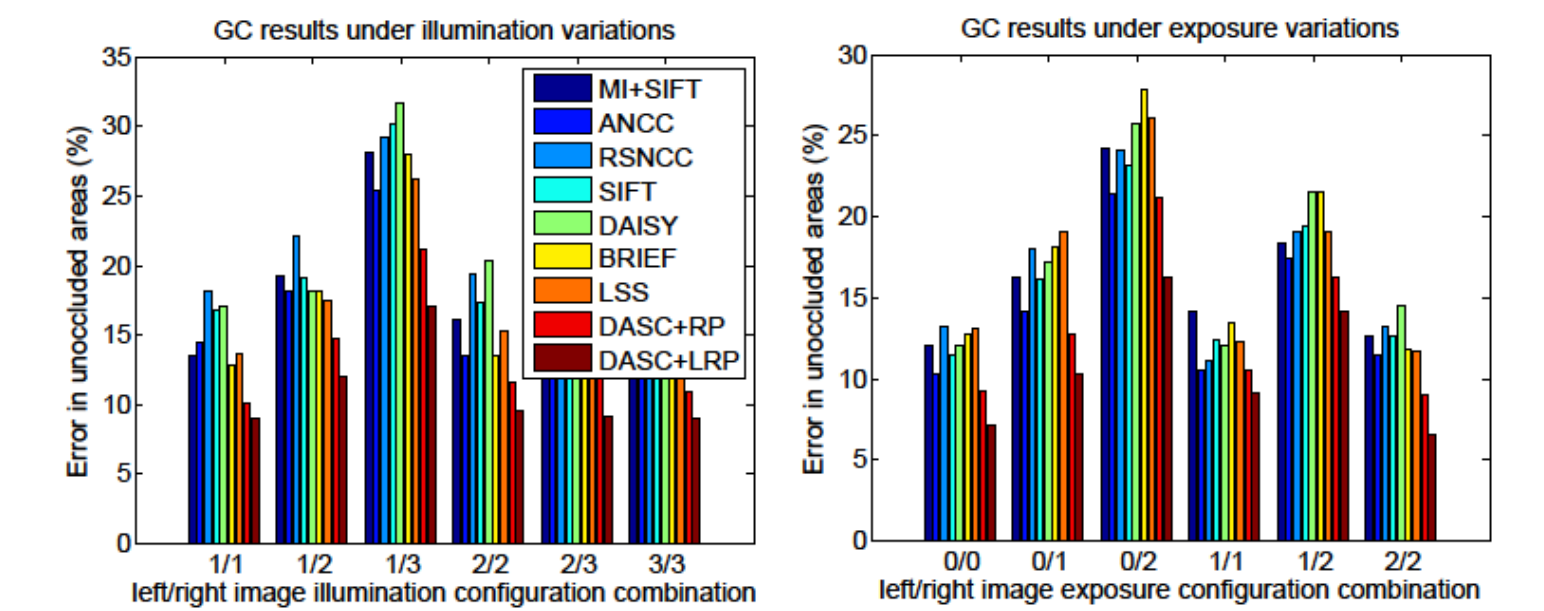 GC results under illumination variations
35
30
25
20
15
10
5
0
Error in unoccluded areas (%)
MI+SIFT
ANCC
RSNCC
SIFT
DAISY
BRIEF
LSS
DASC+RP
DASC+LRP
1/1 1/2 1/3 2/2 2/3 3/3
left/right image illumination configuration combination
GC results under exposure variations
30
25
20
15
10
5
0
Error in unoccluded areas (%)
0/0 0/1 0/2 1/1 1/2 2/2
left/right image exposure configuration combination